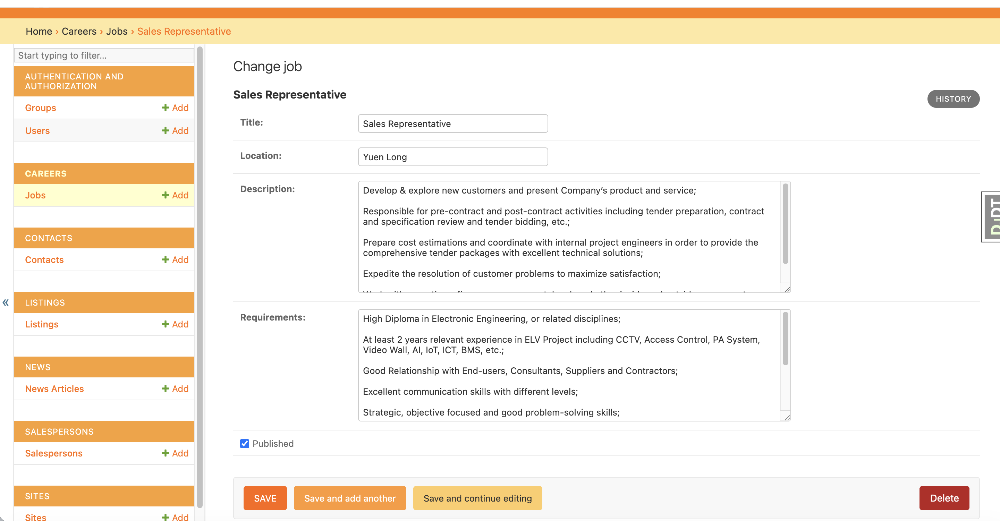 Home › Careers › Jobs › Sales Representative
Start typing to filter...
AUTHENTICATION AND
AUTHORIZATION
Groups + Add
Users + Add
CAREERS
Jobs + Add
CONTACTS
Contacts + Add
LISTINGS
Listings + Add
NEWS
News Articles + Add
SALESPERSONS
Salespersons + Add
SITES
Sites + Add
«
Change job
Sales Representative
HISTORY
Title: Sales Representative
Location: Yuen Long
Description:
Develop & explore new customers and present Company’s product and service;
Responsible for pre-contract and post-contract activities including tender preparation, contract
and specification review and tender bidding, etc.;
Prepare cost estimations and coordinate with internal project engineers in order to provide the
comprehensive tender packages with excellent technical solutions;
Expedite the resolution of customer problems to maximize satisfaction;
Requirements:
High Diploma in Electronic Engineering, or related disciplines;
At least 2 years relevant experience in ELV Project including CCTV, Access Control, PA System,
Video Wall, AI, IoT, ICT, BMS, etc.;
Good Relationship with End-users, Consultants, Suppliers and Contractors;
Excellent communication skills with different levels;
Strategic, objective focused and good problem-solving skills;
Published
SAVE
Save and add another
Save and continue editing
Delete
DjDT